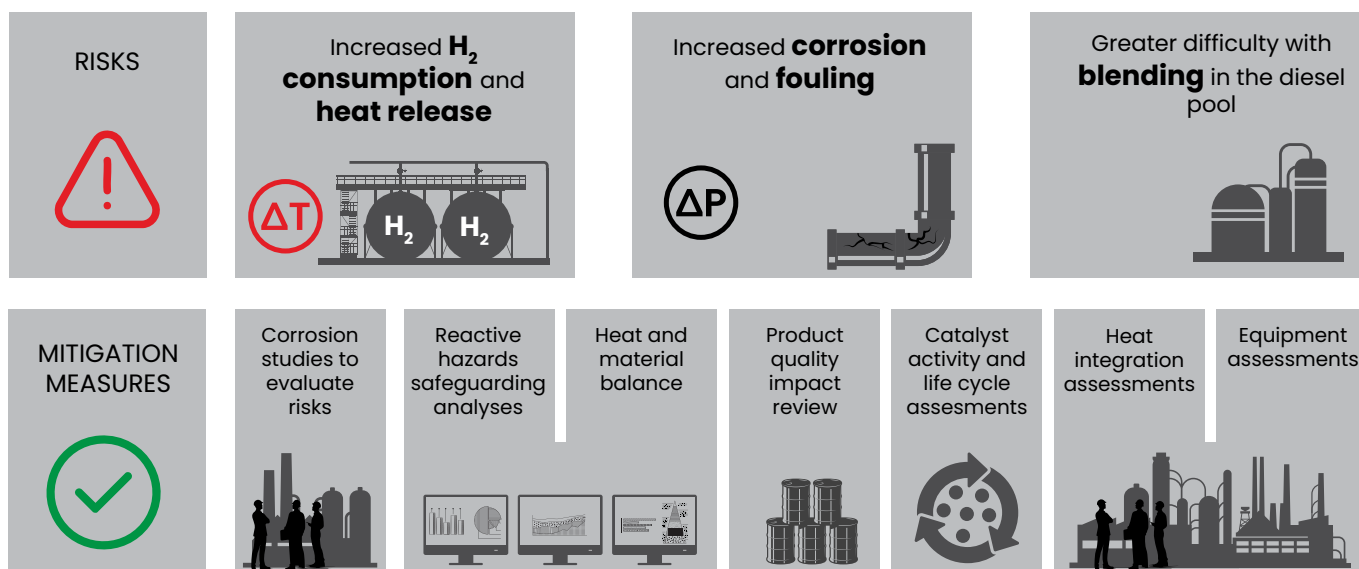 RISKS
Increased H₂
consumption and
heat release
ΔT
H₂
H₂
Increased corrosion
and fouling
ΔP
Greater difficulty with
blending in the diesel
pool
MITIGATION
MEASURES
Corrosion
studies to
evaluate
risks
Reactive
hazards
safeguarding
analyses
Heat and
material
balance
Product
quality
impact
review
Catalyst
activity and
life cycle
assesments
Heat
integration
assessments
Equipment
assessments